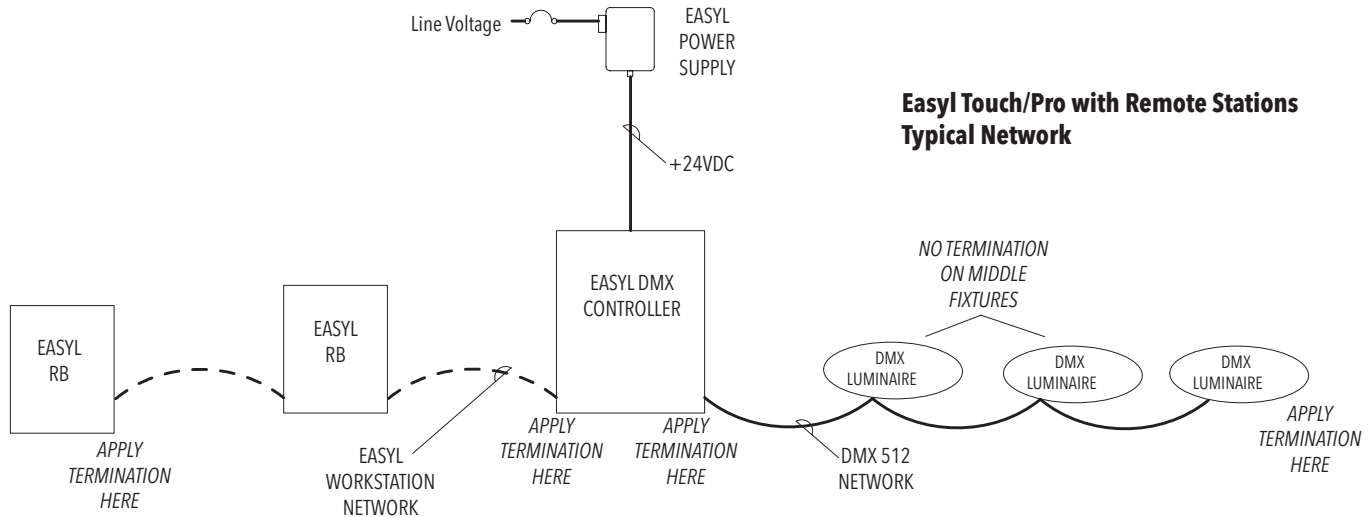 Line Voltage
EASYL
POWER
SUPPLY
Easyl Touch/Pro with Remote Stations
Typical Network
+24VDC
NO TERMINATION
ON MIDDLE
FIXTURES
EASYL DMX
CONTROLLER
EASYL
RB
EASYL
RB
DMX
LUMINAIRE
DMX
LUMINAIRE
DMX
LUMINAIRE
APPLY
TERMINATION
HERE
EASYL
WORKSTATION
NETWORK
APPLY
TERMINATION
HERE
APPLY
TERMINATION
HERE
DMX 512
NETWORK
APPLY
TERMINATION
HERE